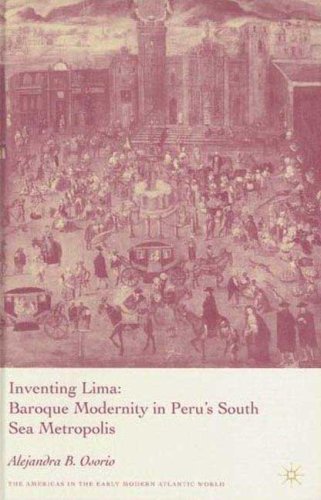 Inventing Lima:
Baroque Modernity in Peru's South
Sea Metropolis
Alejandra B. Osorio
THE AMERICAS IN THE EARLY MODERN ATLANTIC WORLD